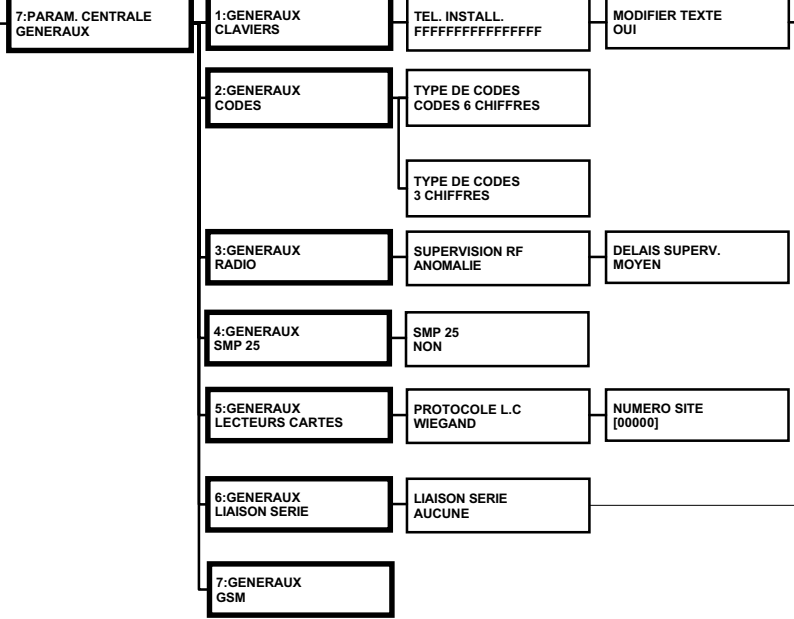 7:PARAM. CENTRALE
GENERAUX
1:GENERAUX
CLAVIERS
TEL. INSTALL.
FFFFFFFFFFFFFFFF
MODIFIER TEXTE
OUI
2:GENERAUX
CODES
TYPE DE CODES
CODES 6 CHIFFRES
TYPE DE CODES
3 CHIFFRES
3:GENERAUX
RADIO
SUPERVISION RF
ANOMALIE
DELAIS SUPERV.
MOYEN
4:GENERAUX
SMP 25
SMP 25
NON
5:GENERAUX
LECTEURS CARTES
PROTOCOLE L.C
WIEGAND
NUMERO SITE
[00000]
6:GENERAUX
LIAISON SERIE
LIAISON SERIE
AUCUNE
7:GENERAUX
GSM